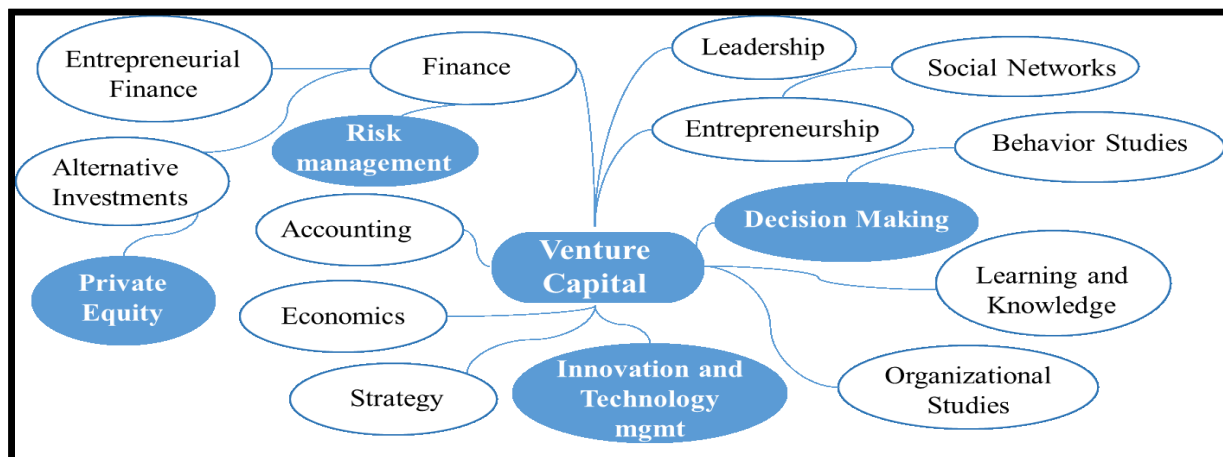 Entrepreneurial
Finance
Finance
Leadership
Social Networks
Risk
management
Entrepreneurship
Behavior Studies
Alternative
Investments
Accounting
Venture
Capital
Decision Making
Private
Equity
Economics
Learning and
Knowledge
Strategy
Innovation and
Technology
mgmt
Organizational
Studies